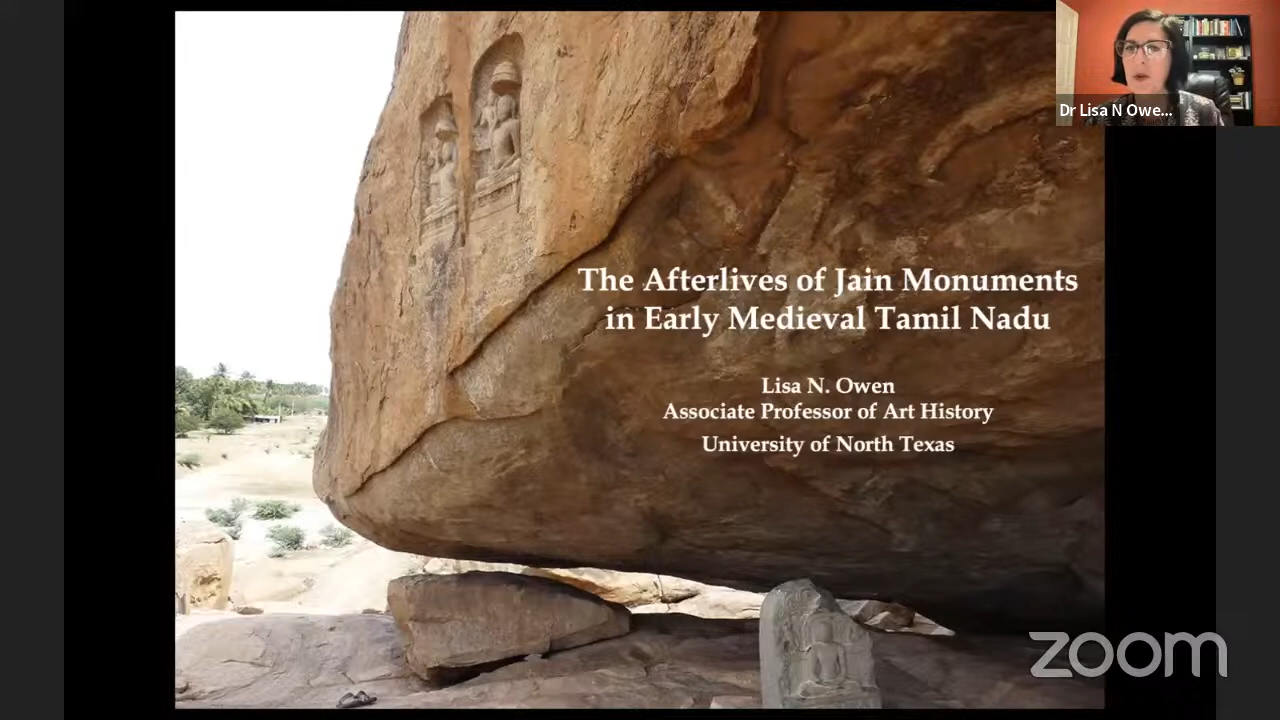 Dr Lisa N Owe...
The Afterlives of Jain Monuments
in Early Medieval Tamil Nadu
Lisa N. Owen
Associate Professor of Art History
University of North Texas
zoom